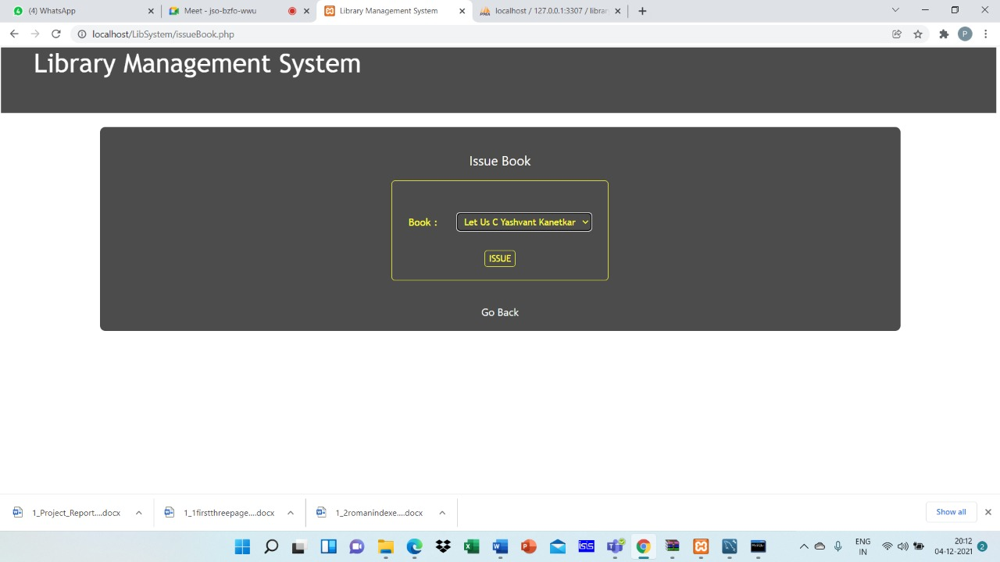 (4) WhatsApp
Meet - jso-bzfo-wwu
Library Management System
localhost / 127.0.0.1:3307 / librar
localhost/LibSystem/issueBook.php
P
Library Management System
Issue Book
Book :
Let Us C Yashvant Kanetkar
ISSUE
Go Back
1_Project_Report....docx
1_1firstthreepage....docx
1_2romanindexe....docx
Show all
ENG
IN
20:12
04-12-2021
2